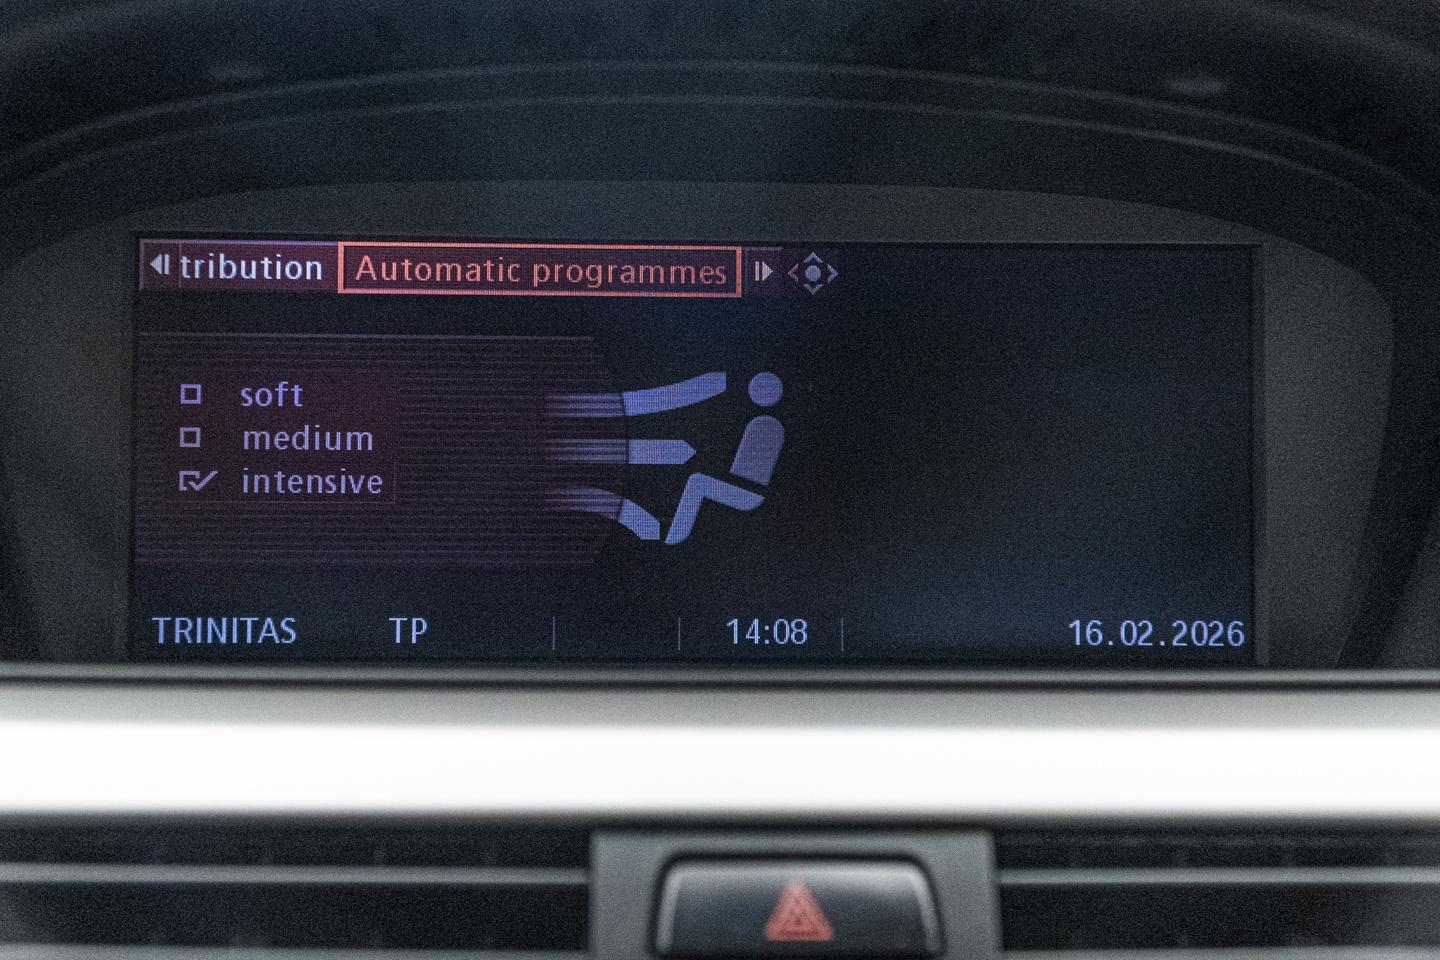 tribution Automatic programmes
soft
medium
intensive
TRINITAS TP 14:08 16.02.2026